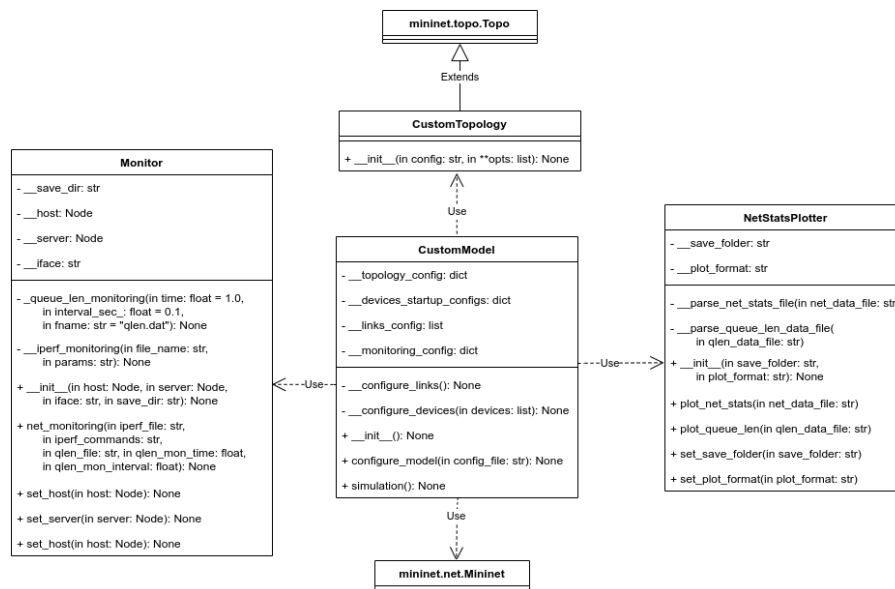 mininet.topo.Topo
Extends
CustomTopology
+ __init__(in config: str, in **opts: list): None
Use
Monitor
- __save_dir: str
- __host: Node
- __server: Node
- __iface: str
- _queue_len_monitoring(in time: float = 1.0,
in interval_sec_: float = 0.1,
in fname: str = "qlen.dat"): None
- __iperf_monitoring(in file_name: str,
in params: str): None
+ __init__(in host: Node, in server: Node,
in iface: str, in save_dir: str): None
+ net_monitoring(in iperf_file: str,
in iperf_commands: str,
in qlen_file: str, in qlen_mon_time: float,
in qlen_mon_interval: float): None
+ set_host(in host: Node): None
+ set_server(in server: Node): None
+ set_host(in host: Node): None
Use
CustomModel
- __topology_config: dict
- __devices_startup_configs: dict
- __links_config: list
- __monitoring_config: dict
- __configure_links(): None
- __configure_devices(in devices: list): None
+ __init__(): None
+ configure_model(in config_file: str): None
+ simulation(): None
Use
NetStatsPlotter
- __save_folder: str
- __plot_format: str
- __parse_net_stats_file(in net_data_file: str
- __parse_queue_len_data_file(
in qlen_data_file: str)
+ __init__(in save_folder: str,
in plot_format: str): None
+ plot_net_stats(in net_data_file: str)
+ plot_queue_len(in qlen_data_file: str)
+ set_save_folder(in save_folder: str)
+ set_plot_format(in plot_format: str)
Use
mininet.net.Mininet